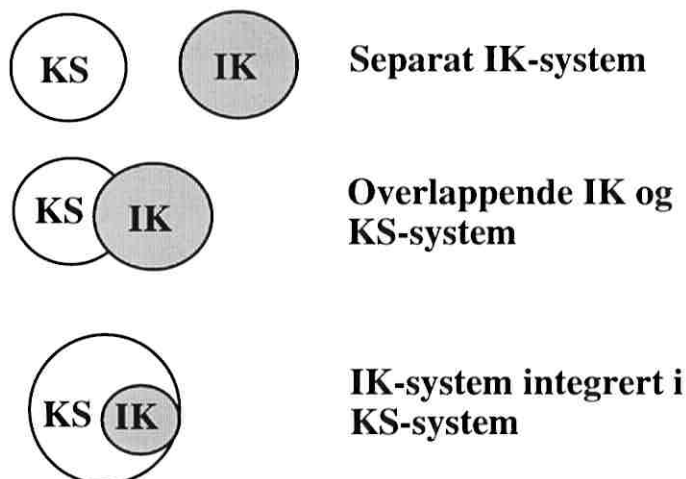 KS IK Separat IK-system
KS IK Overlappende IK og
KS-system
KS IK IK-system integrert i
KS-system